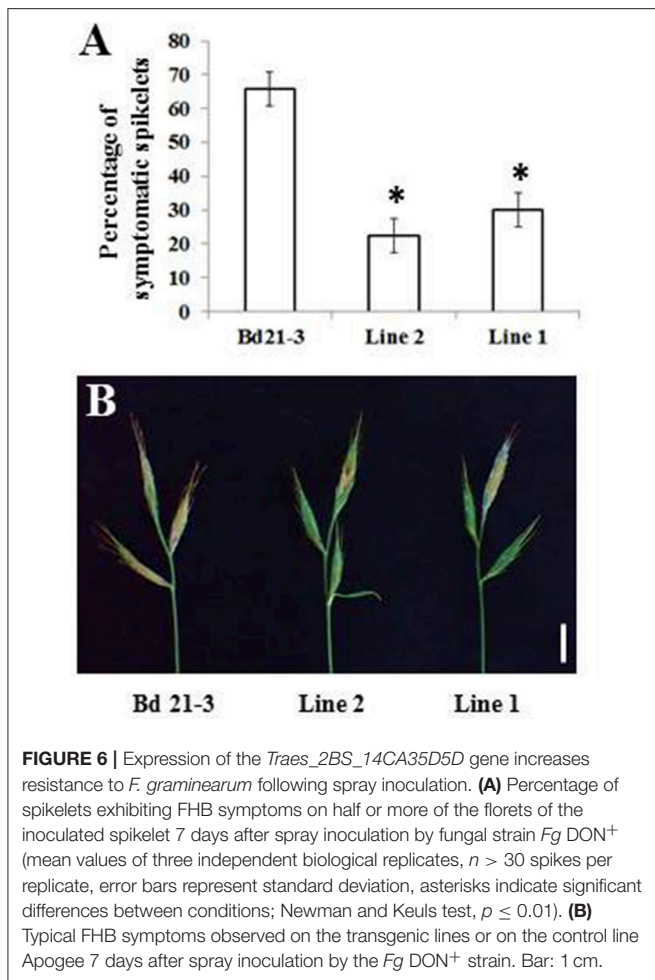 A
Percentage of
symptomatic spikelets
80
70
60
50
40
30
20
10
0
*
*
Bd21-3 Line 2 Line 1
B
Bd 21-3 Line 2 Line 1
FIGURE 6 | Expression of the Traes_2BS_14CA35D5D gene increases
resistance to F. graminearum following spray inoculation. (A) Percentage of
spikelets exhibiting FHB symptoms on half or more of the florets of the
inoculated spikelet 7 days after spray inoculation by fungal strain Fg DON+
(mean values of three independent biological replicates, n > 30 spikes per
replicate, error bars represent standard deviation, asterisks indicate significant
differences between conditions; Newman and Keuls test, p ≤ 0.01). (B)
Typical FHB symptoms observed on the transgenic lines or on the control line
Apogee 7 days after spray inoculation by the Fg DON+ strain. Bar: 1 cm.